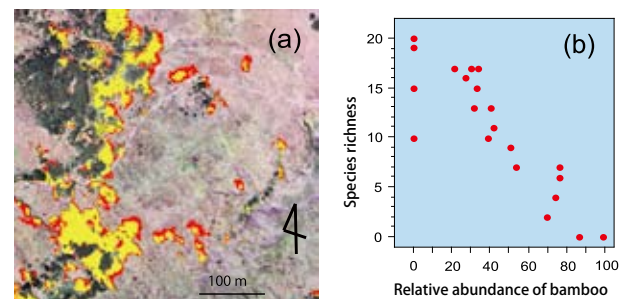 (a)
100 m
(b)
Species richness
20
15
10
5
0
0 20 40 60 80 100
Relative abundance of bamboo